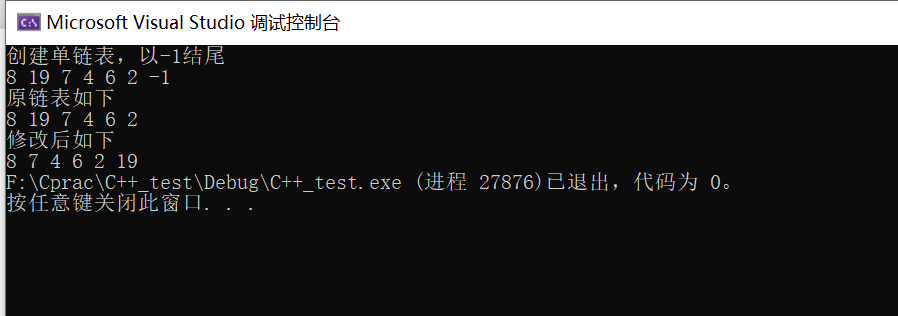 Microsoft Visual Studio 调试控制台
创建单链表，以-1结尾
8 19 7 4 6 2 -1
原链表如下
8 19 7 4 6 2
修改后如下
8 7 4 6 2 19
F:\Cprac\C++_test\Debug\C++_test.exe (进程 27876)已退出，代码为 0。
按任意键关闭此窗口. . .